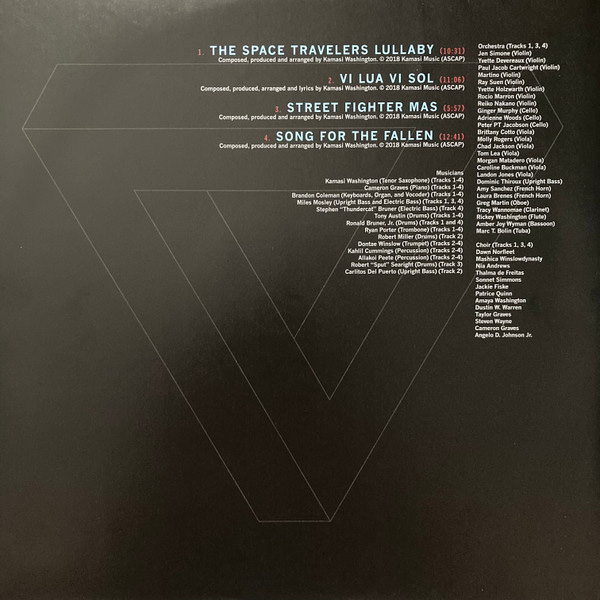 1. THE SPACE TRAVELERS LULLABY (10:31)
Composed, produced and arranged by Kamasi Washington. © 2018 Kamasi Music (ASCAP)
2. VI LUA VI SOL (11:06)
Composed, produced, arranged and lyrics by Kamasi Washington. © 2018 Kamasi Music (ASCAP)
3. STREET FIGHTER MAS (5:57)
Composed, produced and arranged by Kamasi Washington. © 2018 Kamasi Music (ASCAP)
4. SONG FOR THE FALLEN (12:41)
Composed, produced and arranged by Kamasi Washington. © 2018 Kamasi Music (ASCAP)
Musicians
Kamasi Washington (Tenor Saxophone) (Tracks 1-4)
Cameron Graves (Piano) (Tracks 1-4)
Brandon Coleman (Keyboards, Organ, and Vocoder) (Tracks 1-4)
Miles Mosley (Upright Bass and Electric Bass) (Tracks 1, 3, 4)
Stephen "Thundercat" Bruner (Electric Bass) (Track 4)
Tony Austin (Drums) (Tracks 1-4)
Ronald Bruner, Jr. (Drums) (Tracks 1 and 4)
Ryan Porter (Trombone) (Tracks 1-4)
Robert Miller (Drums) (Track 2)
Dontae Winslow (Trumpet) (Tracks 2-4)
Kahlil Cummings (Percussion) (Tracks 2-4)
Allakoi Peete (Percussion) (Tracks 2-4)
Robert "Sput" Searight (Drums) (Track 3)
Carlitos Del Puerto (Upright Bass) (Track 2)
Orchestra (Tracks 1, 3, 4)
Jen Simone (Violin)
Yvette Devereaux (Violin)
Paul Jacob Cartwright (Violin)
Martino (Violin)
Ray Suen (Violin)
Yvette Holzwarth (Violin)
Rocio Marron (Violin)
Reiko Nakano (Violin)
Ginger Murphy (Cello)
Adrienne Woods (Cello)
Peter PT Jacobson (Cello)
Brittany Cotto (Viola)
Molly Rogers (Viola)
Chad Jackson (Viola)
Tom Lea (Viola)
Morgan Matadero (Viola)
Caroline Buckman (Viola)
Landon Jones (Viola)
Dominic Thiroux (Upright Bass)
Amy Sanchez (French Horn)
Laura Brenes (French Horn)
Greg Martin (Oboe)
Tracy Wannomae (Clarinet)
Rickey Washington (Flute)
Amber Joy Wyman (Bassoon)
Marc T. Bolin (Tuba)
Choir (Tracks 1, 3, 4)
Dawn Norfleet
Mashica Winslowdynasty
Nia Andrews
Thalma de Freitas
Sonnet Simmons
Jackie Fiske
Patrice Quinn
Amaya Washington
Dustin W. Warren
Taylor Graves
Steven Wayne
Cameron Graves
Angelo D. Johnson Jr.